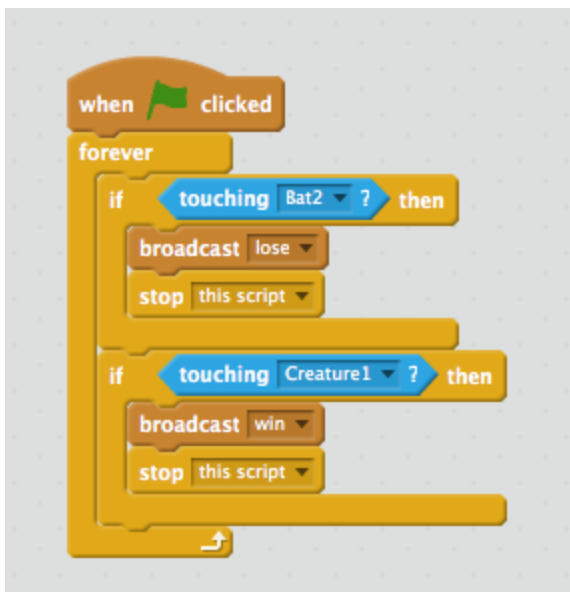 when clicked
forever
if touching Bat2 ? then
broadcast lose
stop this script
if touching Creature1 ? then
broadcast win
stop this script